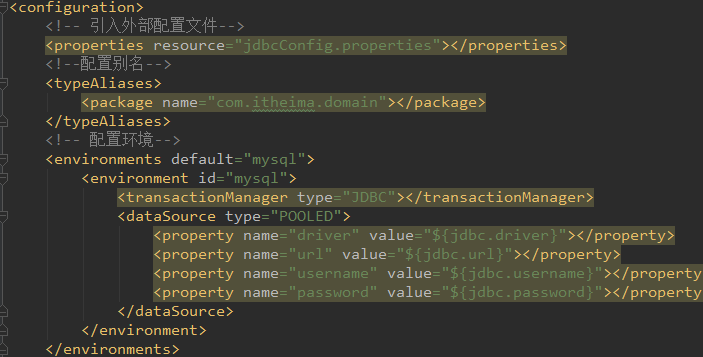 <configuration>
<!-- 引入外部配置文件-->
<properties resource="jdbcConfig.properties"></properties>
<!--配置别名-->
<typeAliases>
<package name="com.itheima.domain"></package>
</typeAliases>
<!-- 配置环境-->
<environments default="mysql">
<environment id="mysql">
<transactionManager type="JDBC"></transactionManager>
<dataSource type="POOLED">
<property name="driver" value="${jdbc.driver}"></property>
<property name="url" value="${jdbc.url}"></property>
<property name="username" value="${jdbc.username}"></property
<property name="password" value="${jdbc.password}"></property
</dataSource>
</environment>
</environments>